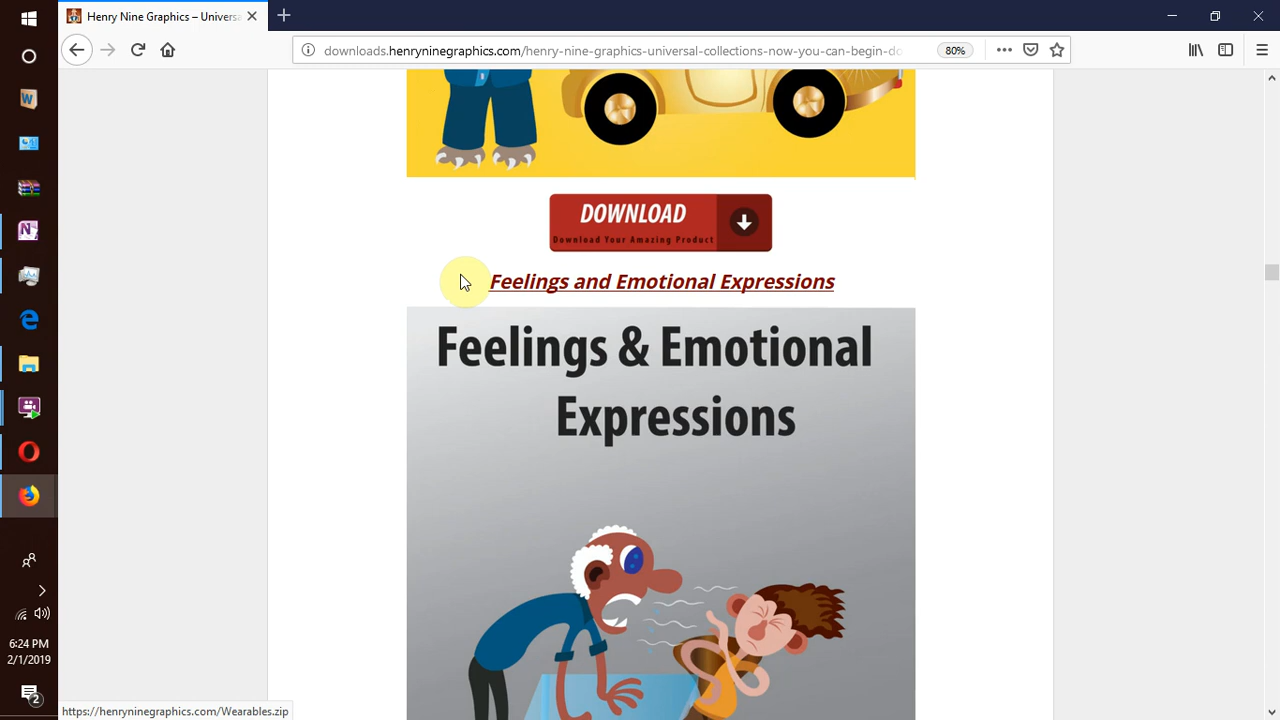 Henry Nine Graphics – Univers
downloads.henryninegraphics.com/henry-nine-graphics-universal-collections-now-you-can-begin-do
80%
DOWNLOAD
Download Your Amazing Product
Feelings and Emotional Expressions
Feelings & Emotional
Expressions
6:24 PM
2/1/2019
2
https://henryninegraphics.com/Wearables.zip